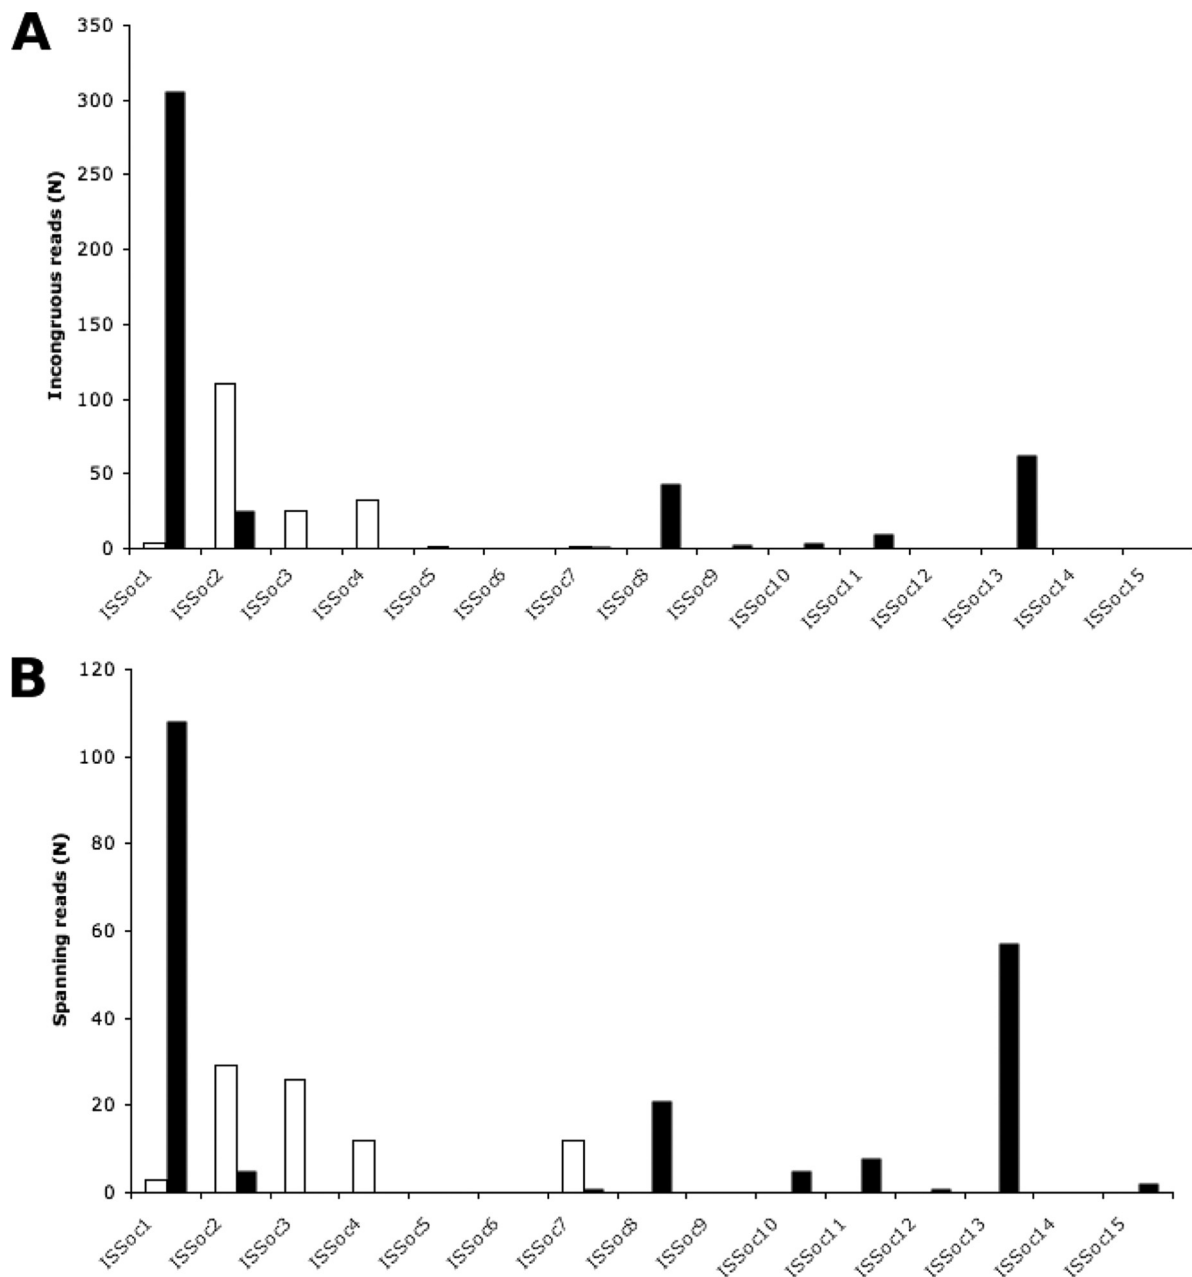 A
350
300
250
200
150
100
50
0
Incongruous reads (N)
ISSoc1
ISSoc2
ISSoc3
ISSoc4
ISSoc5
ISSoc6
ISSoc7
ISSoc8
ISSoc9
ISSoc10
ISSoc11
ISSoc12
ISSoc13
ISSoc14
ISSoc15
B
120
100
80
60
40
20
0
Spanning reads (N)
ISSoc1
ISSoc2
ISSoc3
ISSoc4
ISSoc5
ISSoc6
ISSoc7
ISSoc8
ISSoc9
ISSoc10
ISSoc11
ISSoc12
ISSoc13
ISSoc14
ISSoc15